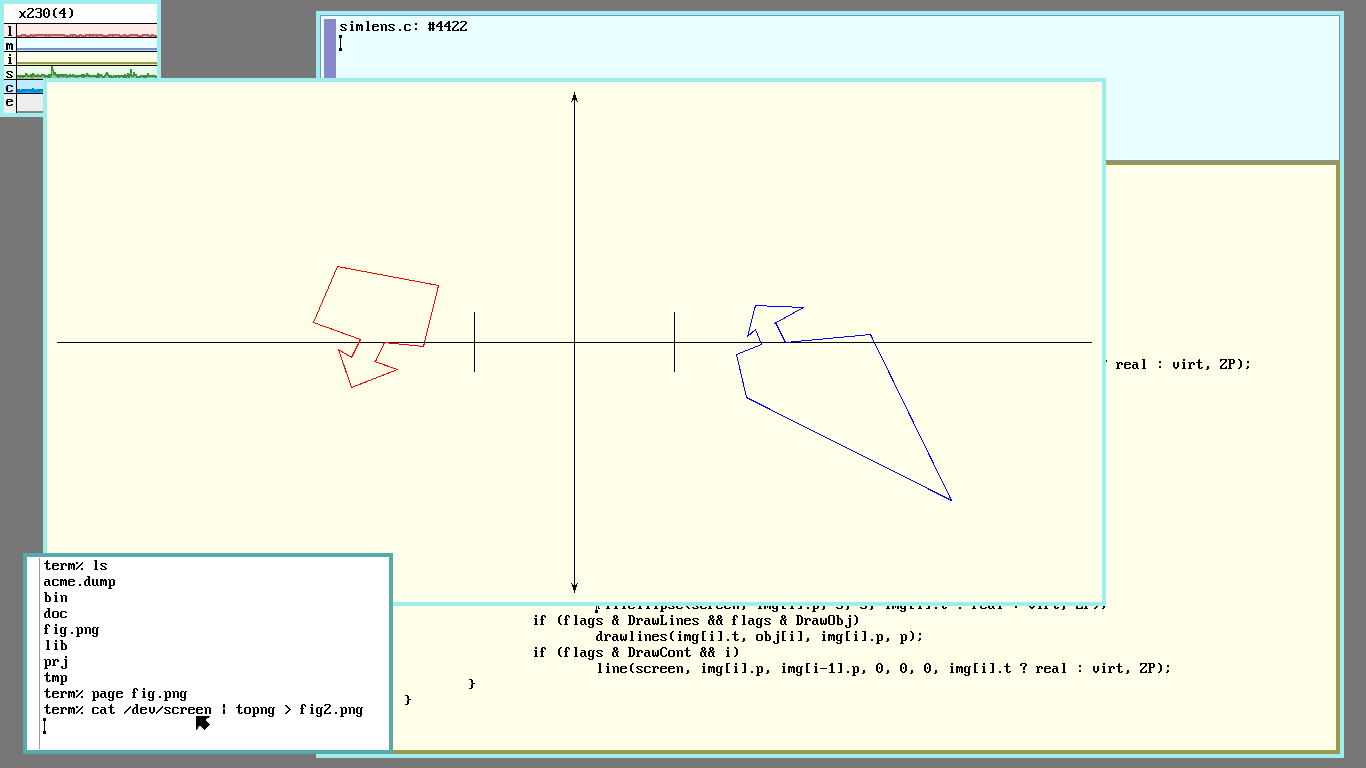 x230(4)
l
m
i
s
c
e
simlens.c: #4422
? real : virt, ZP);
if (flags & DrawLines && flags & DrawObj)
drawlines(img[i].t, obj[i], img[i].p, p);
if (flags & DrawCont && i)
line(screen, img[i].p, img[i-1].p, 0, 0, 0, img[i].t ? real : virt, ZP);
}
}
term% ls
acme.dump
bin
doc
fig.png
lib
prj
tmp
term% page fig.png
term% cat /dev/screen | topng > fig2.png